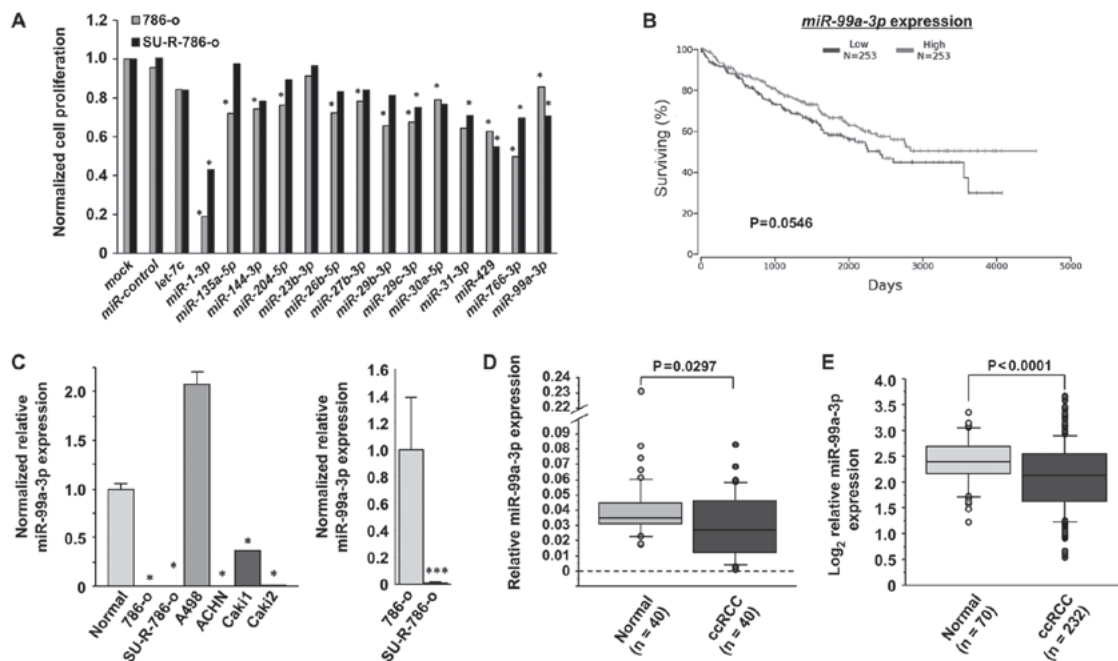 A
786-o
SU-R-786-o
Normalized cell proliferation
1.2
1.0
0.8
0.6
0.4
0.2
0
* * * * * * * * * * * * * * * * * * *
mock
miR-control
let-7c
miR-1-3p
miR-135a-5p
miR-144-3p
miR-204-5p
miR-23b-3p
miR-26b-5p
miR-27b-3p
miR-29b-3p
miR-29c-3p
miR-30a-5p
miR-31-3p
miR-429
miR-766-3p
miR-99a-3p
B
miR-99a-3p expression
Low
N=253
High
N=253
Surviving (%)
100
80
60
40
20
0
P=0.0546
0 1000 2000 3000 4000 5000
Days
C
Normalized relative
miR-99a-3p expression
2.0
1.5
1.0
0.5
0
* * * * *
Normal
786-o
SU-R-786-o
A498
ACHN
Caki1
Caki2
Normalized relative
miR-99a-3p expression
1.6
1.4
1.2
1.0
0.8
0.6
0.4
0.2
0
***
786-o
SU-R-786-o
D
P=0.0297
Relative miR-99a-3p expression
0.24
0.23
0.22
0.09
0.08
0.07
0.06
0.05
0.04
0.03
0.02
0.01
0
Normal
(n = 40)
ccRCC
(n = 40)
E
P<0.0001
Log2 relative miR-99a-3p
expression
4.0
3.5
3.0
2.5
2.0
1.5
1.0
0.5
0
Normal
(n = 70)
ccRCC
(n = 232)